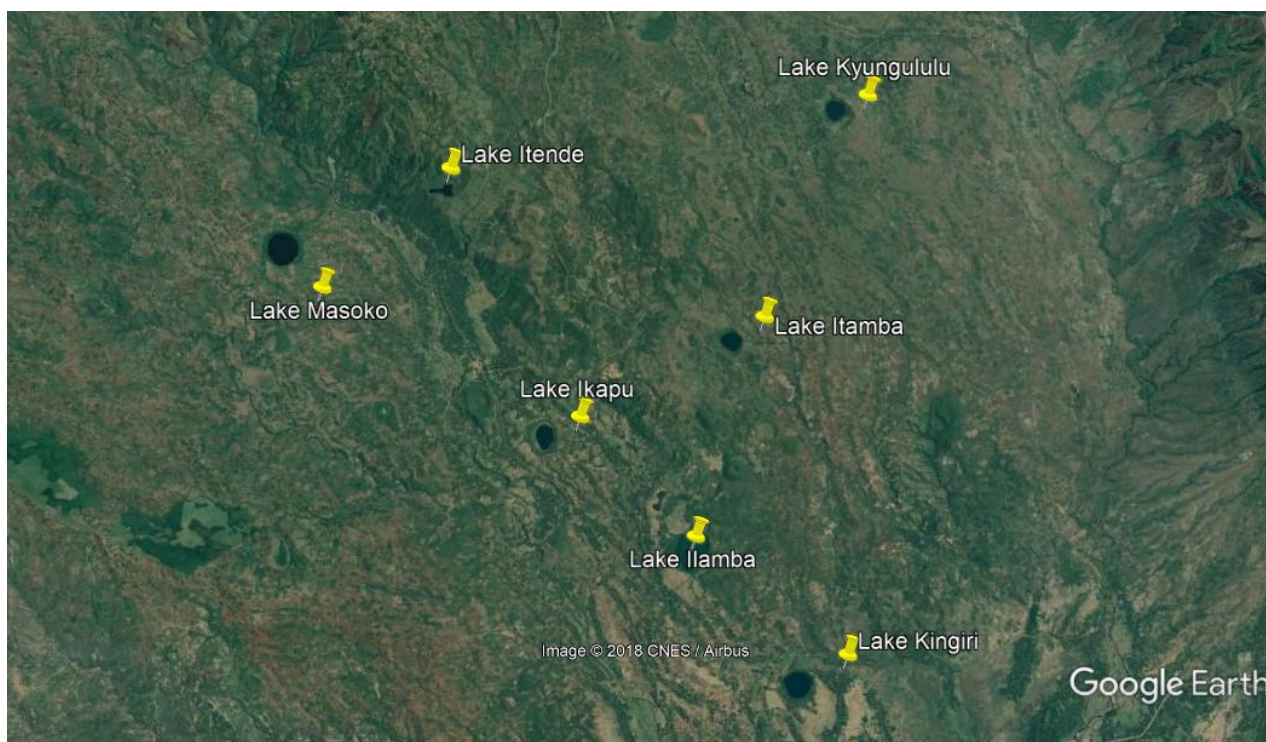 Lake Kyungululu
Lake Itende
Lake Masoko
Lake Itamba
Lake Ikapu
Lake Ilamba
Lake Kingiri
Image © 2018 CNES / Airbus
Google Earth